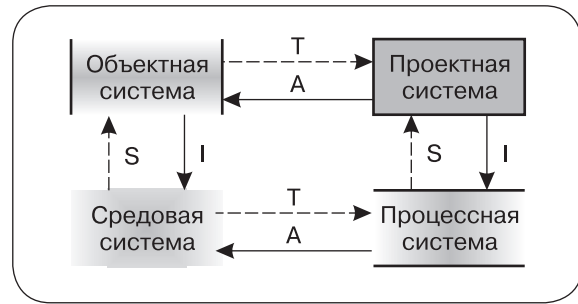 Объектная
система
T
A
Проектная
система
S
I
S
I
Средовая
система
T
A
Процессная
система